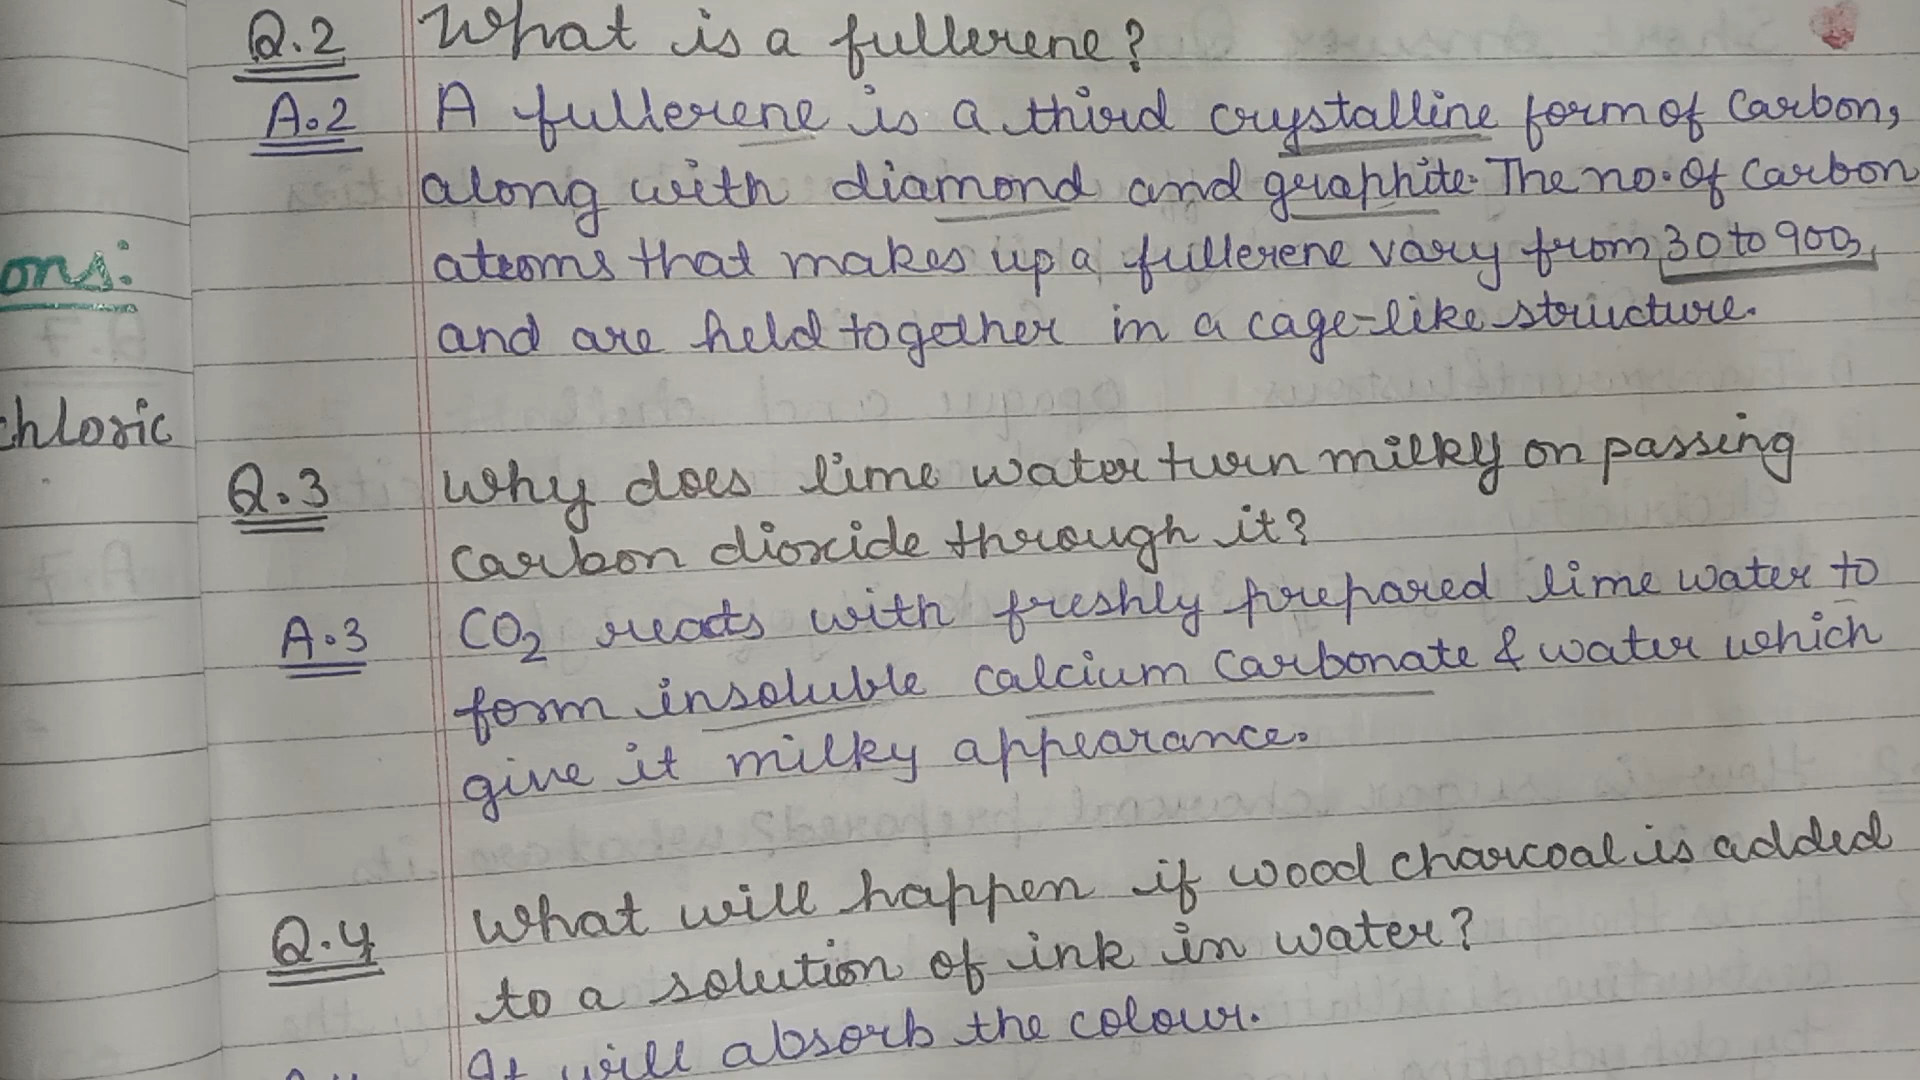 Q.2 What is a fullerene?
A.2 A fullerene is a third crystalline form of Carbon,
along with diamond and graphite. The no. of Carbon
atoms that makes up a fullerene vary from 30 to 900,
and are held together in a cage-like structure.
ons:
chloric
Q.3 Why does lime water turn milky on passing
Carbon dioxide through it?
A.3 CO2 reacts with freshly prepared lime water to
form insoluble calcium carbonate & water which
give it milky appearance.
Q.4 What will happen if wood charcoal is added
to a solution of ink in water?
It will absorb the colour.